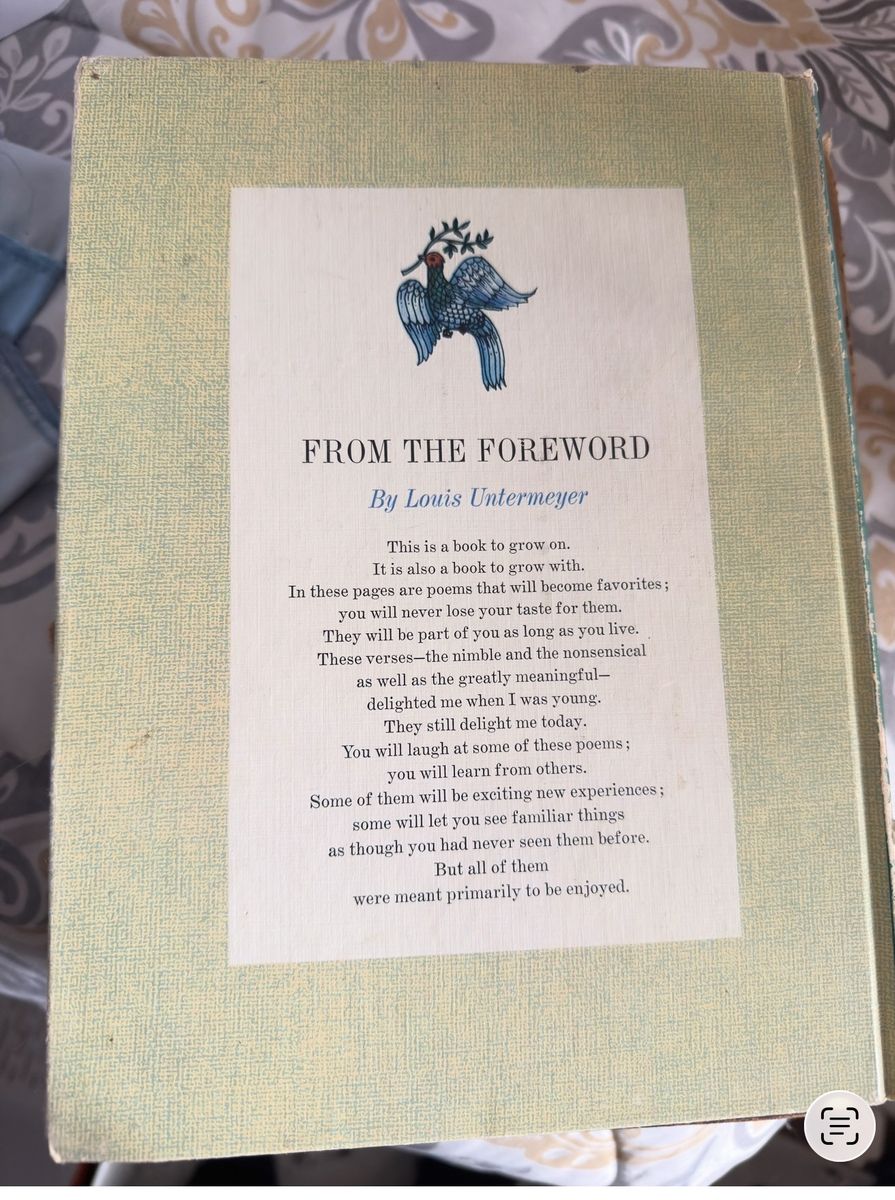 FROM THE FOREWORD
By Louis Untermeyer
This is a book to grow on.
It is also a book to grow with.
In these pages are poems that will become favorites;
you will never lose your taste for them.
They will be part of you as long as you live.
These verses—the nimble and the nonsensical
as well as the greatly meaningful—
delighted me when I was young.
They still delight me today.
You will laugh at some of these poems;
you will learn from others.
Some of them will be exciting new experiences;
some will let you see familiar things
as though you had never seen them before.
But all of them
were meant primarily to be enjoyed.